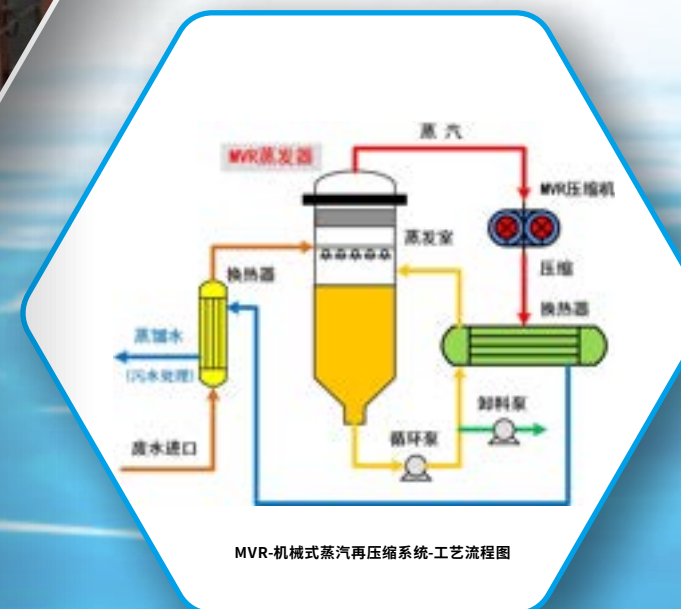 蒸汽
MVR蒸发器
MVR压缩机
蒸发室
压缩
换热器
换热器
蒸馏水
(污水处理)
卸料泵
循环泵
废水进口
MVR-机械式蒸汽再压缩系统-工艺流程图